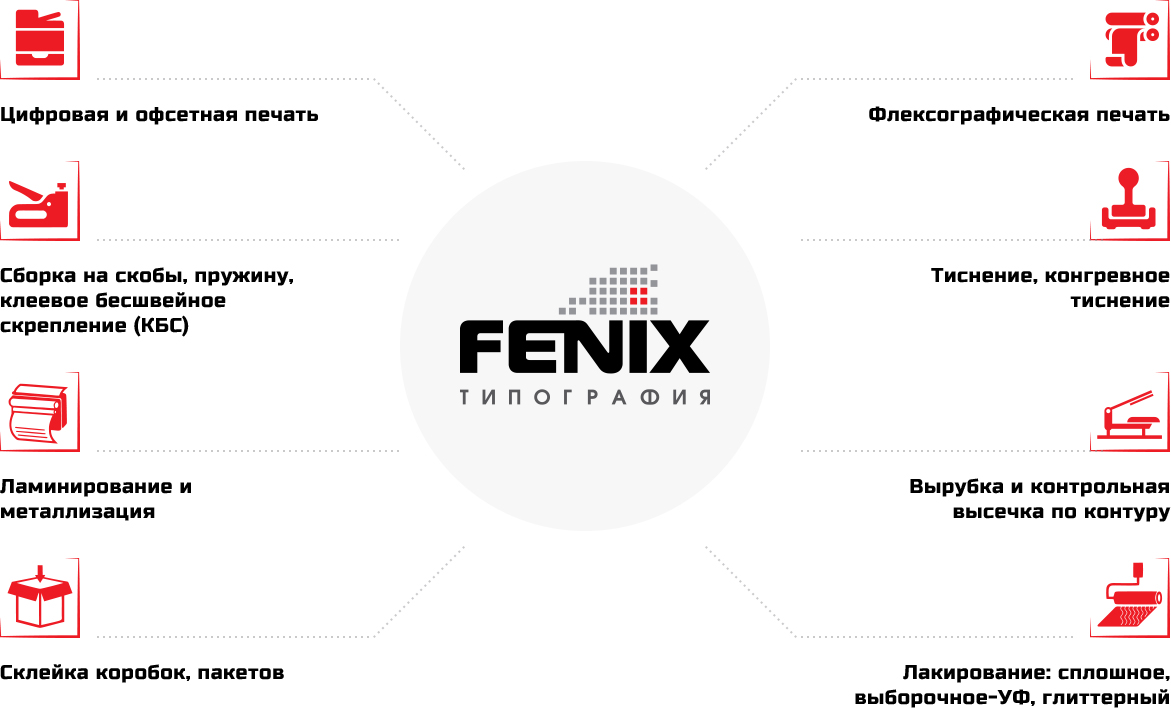 Цифровая и офсетная печать
Флексографическая печать
Сборка на скобы, пружину,
клеевое бесшвейное
скрепление (КБС)
Тиснение, конгревное
тиснение
FENIX
ТИПОГРАФИЯ
Ламинирование и
металлизация
Вырубка и контрольная
высечка по контуру
Склейка коробок, пакетов
Лакирование: сплошное,
выборочное-УФ, глиттерный